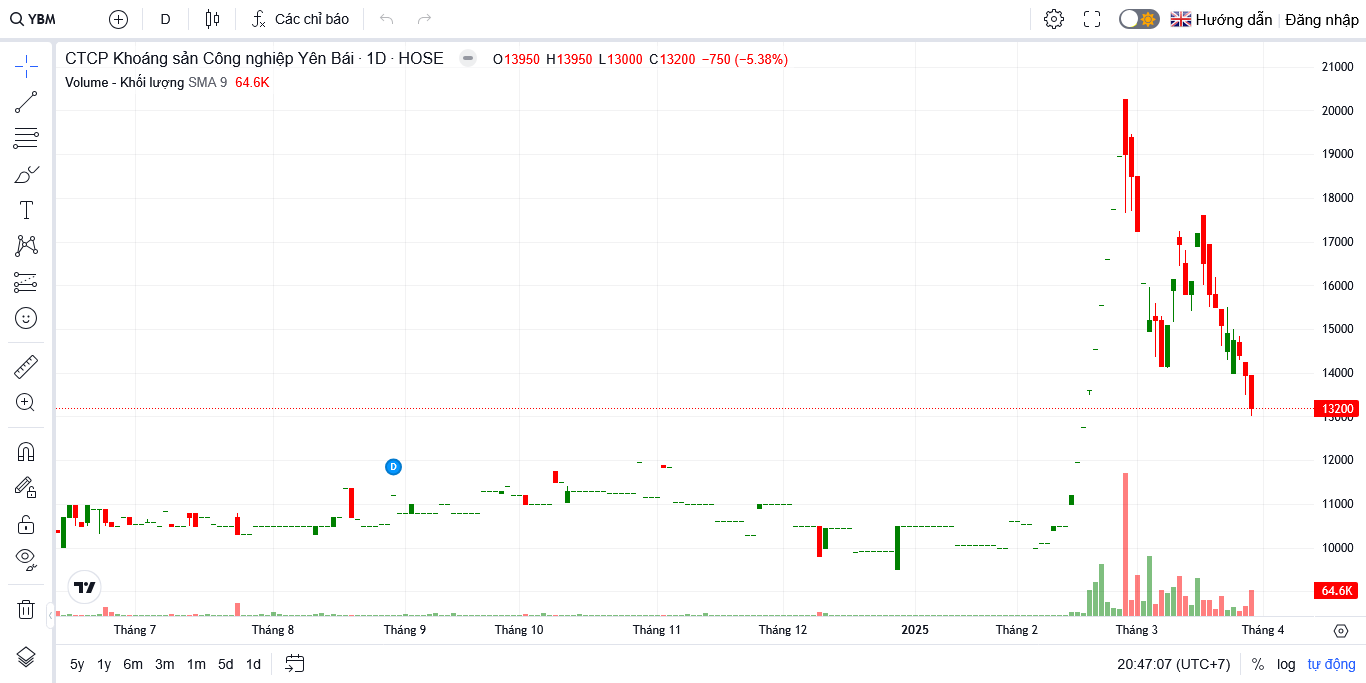 YBM D Các chỉ báo Hướng dẫn Đăng nhập
CTCP Khoáng sản Công nghiệp Yên Bái · 1D · HOSE O13950 H13950 L13000 C13200 −750 (−5.38%)
Volume - Khối lượng SMA 9 64.6K
21000
20000
19000
18000
17000
16000
15000
14000
13200
13000
12000
D
11000
10000
64.6K
Tháng 7 Tháng 8 Tháng 9 Tháng 10 Tháng 11 Tháng 12 2025 Tháng 2 Tháng 3 Tháng 4
5y 1y 6m 3m 1m 5d 1d 20:47:07 (UTC+7) % log tự động